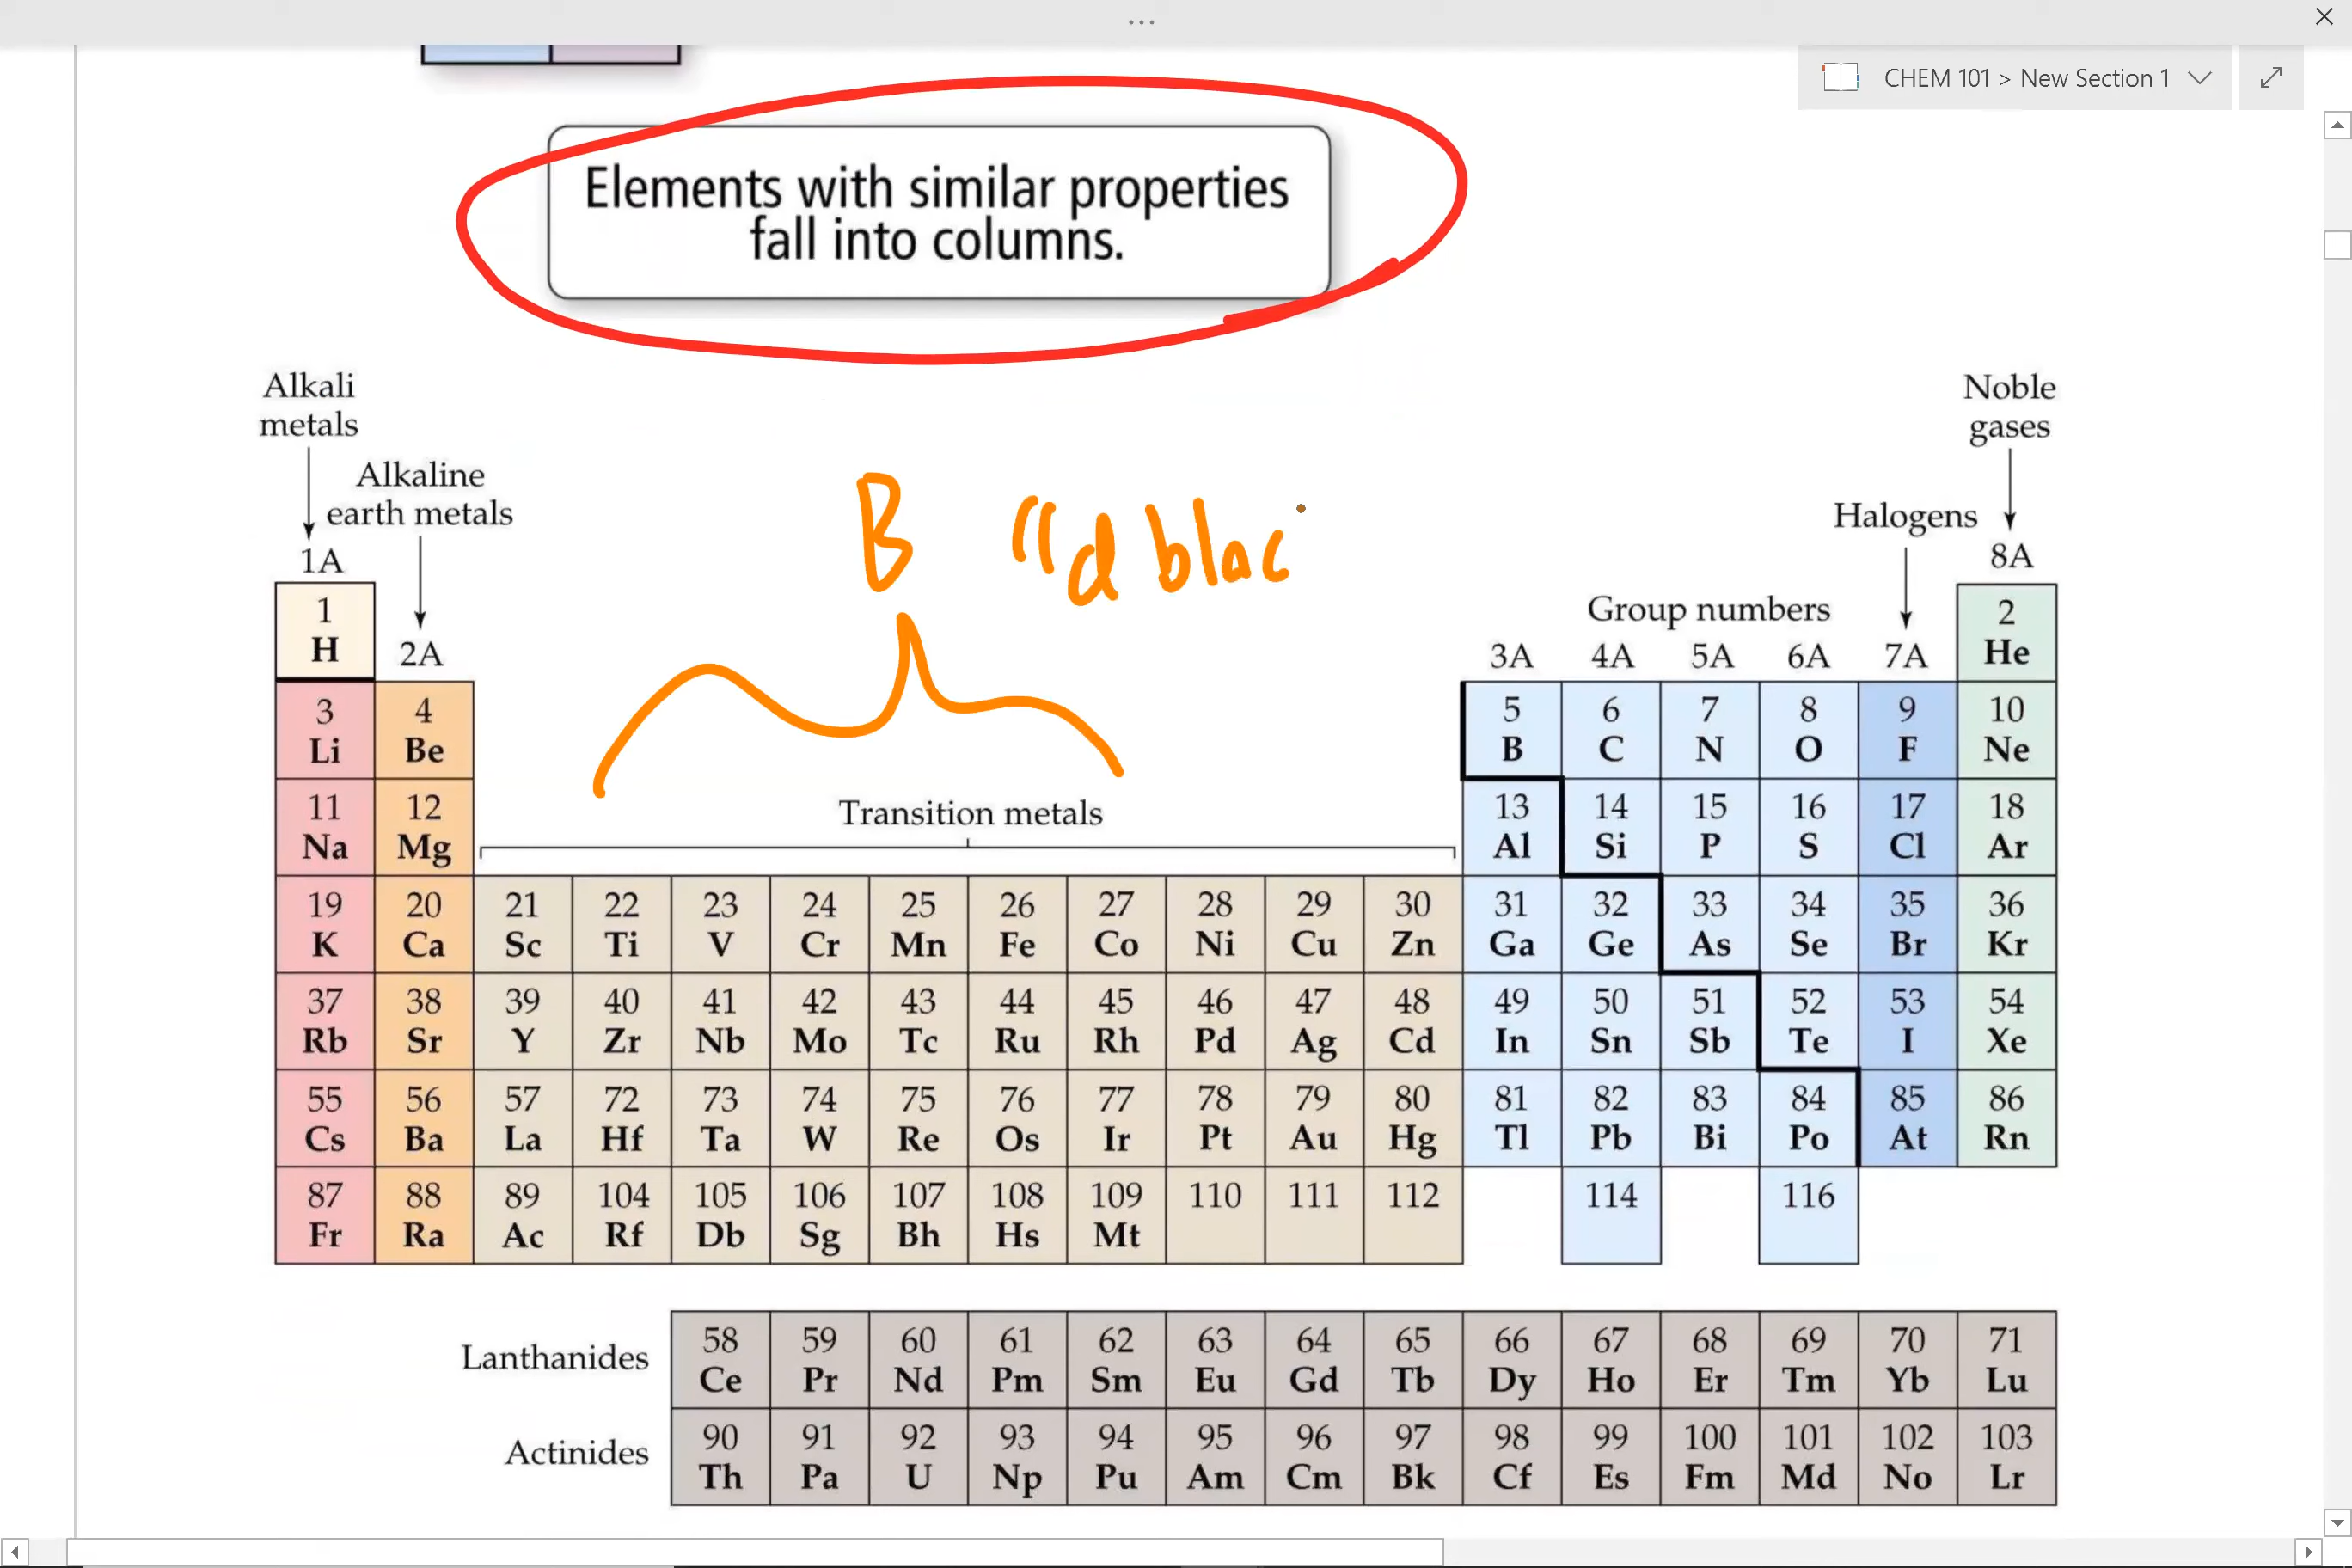 CHEM 101 > New Section 1
Elements with similar properties
fall into columns.
Alkali
metals
Alkaline
earth metals
Noble
gases
Halogens
B "d bloc
1A
8A
Group numbers
2A
3A 4A 5A 6A 7A
1 2
H He
3 4 5 6 7 8 9 10
Li Be B C N O F Ne
Transition metals
11 12 13 14 15 16 17 18
Na Mg Al Si P S Cl Ar
19 20 21 22 23 24 25 26 27 28 29 30 31 32 33 34 35 36
K Ca Sc Ti V Cr Mn Fe Co Ni Cu Zn Ga Ge As Se Br Kr
37 38 39 40 41 42 43 44 45 46 47 48 49 50 51 52 53 54
Rb Sr Y Zr Nb Mo Tc Ru Rh Pd Ag Cd In Sn Sb Te I Xe
55 56 57 72 73 74 75 76 77 78 79 80 81 82 83 84 85 86
Cs Ba La Hf Ta W Re Os Ir Pt Au Hg Tl Pb Bi Po At Rn
87 88 89 104 105 106 107 108 109 110 111 112 114 116
Fr Ra Ac Rf Db Sg Bh Hs Mt
Lanthanides
58 59 60 61 62 63 64 65 66 67 68 69 70 71
Ce Pr Nd Pm Sm Eu Gd Tb Dy Ho Er Tm Yb Lu
Actinides
90 91 92 93 94 95 96 97 98 99 100 101 102 103
Th Pa U Np Pu Am Cm Bk Cf Es Fm Md No Lr